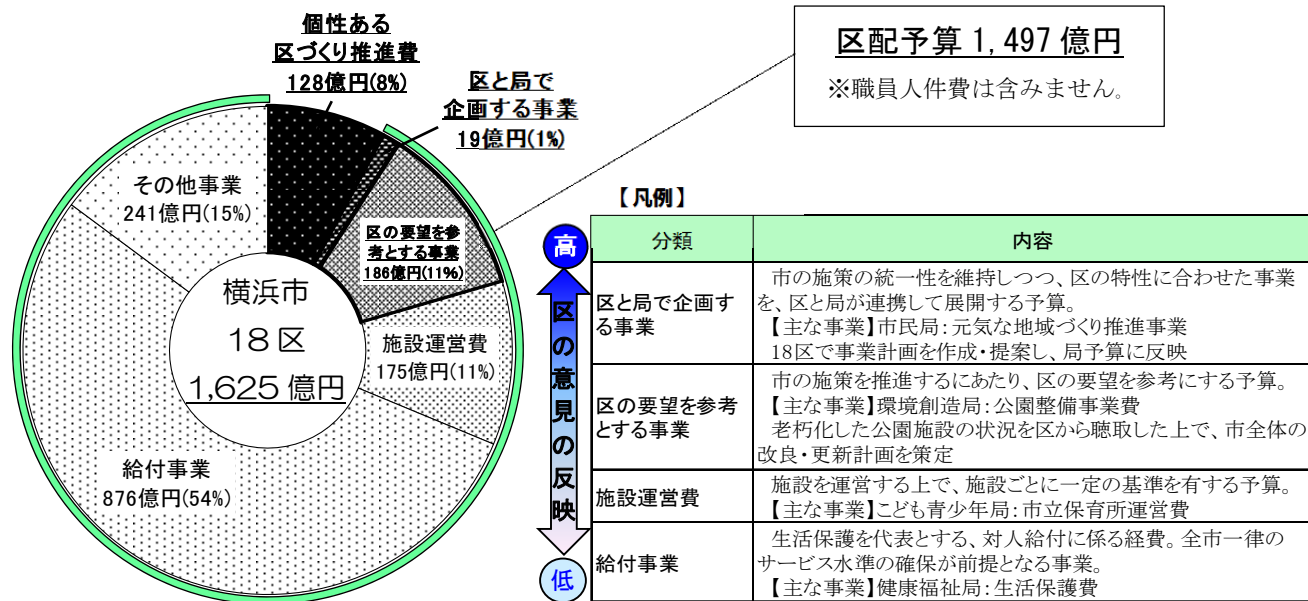 個性ある
区づくり推進費
128億円(8%)
区と局で
企画する事業
19億円(1%)
区配予算 1,497 億円
※職員人件費は含みません。
その他事業
241億円(15%)
区の要望を参
考とする事業
186億円(11%)
横浜市
18 区
1,625 億円
施設運営費
175億円(11%)
給付事業
876億円(54%)
【凡例】
高
区の意見の反映
低
分類
内容
区と局で企画す
る事業
市の施策の統一性を維持しつつ、区の特性に合わせた事業
を、区と局が連携して展開する予算。
【主な事業】市民局:元気な地域づくり推進事業
18区で事業計画を作成・提案し、局予算に反映
区の要望を参考
とする事業
市の施策を推進するにあたり、区の要望を参考にする予算。
【主な事業】環境創造局:公園整備事業費
老朽化した公園施設の状況を区から聴取した上で、市全体の
改良・更新計画を策定
施設運営費
施設を運営する上で、施設ごとに一定の基準を有する予算。
【主な事業】こども青少年局:市立保育所運営費
給付事業
生活保護を代表とする、対人給付に係る経費。全市一律の
サービス水準の確保が前提となる事業。
【主な事業】健康福祉局:生活保護費